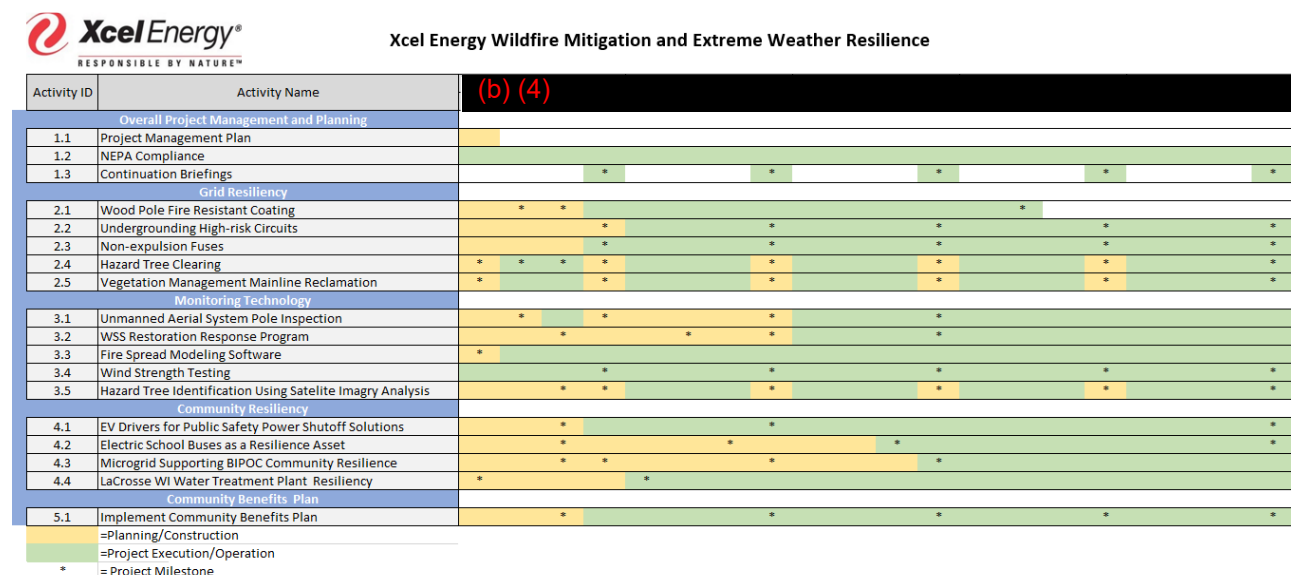 Xcel Energy®
RESPONSIBLE BY NATURE™
Xcel Energy Wildfire Mitigation and Extreme Weather Resilience
Activity ID Activity Name (b) (4)
Overall Project Management and Planning
1.1 Project Management Plan
1.2 NEPA Compliance
1.3 Continuation Briefings * * * * *
Grid Resiliency
2.1 Wood Pole Fire Resistant Coating * * *
2.2 Undergrounding High-risk Circuits * * * * *
2.3 Non-expulsion Fuses * * * * *
2.4 Hazard Tree Clearing * * * * * * * *
2.5 Vegetation Management Mainline Reclamation * * * * * *
Monitoring Technology
3.1 Unmanned Aerial System Pole Inspection * * * *
3.2 WSS Restoration Response Program * * * *
3.3 Fire Spread Modeling Software *
3.4 Wind Strength Testing * * * * *
3.5 Hazard Tree Identification Using Satelite Imagry Analysis * * * * * *
Community Resiliency
4.1 EV Drivers for Public Safety Power Shutoff Solutions * * *
4.2 Electric School Buses as a Resilience Asset * * * *
4.3 Microgrid Supporting BIPOC Community Resilience * * * *
4.4 LaCrosse WI Water Treatment Plant Resiliency * *
Community Benefits Plan
5.1 Implement Community Benefits Plan * * * * *
=Planning/Construction
=Project Execution/Operation
* = Project Milestone